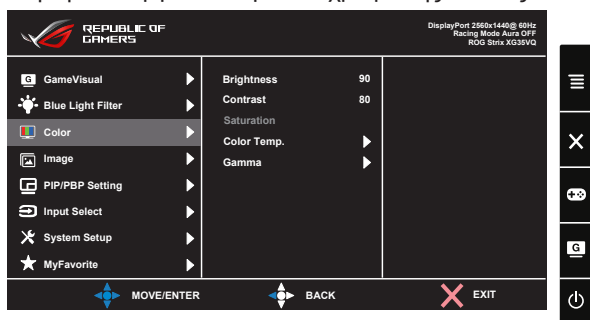 REPUBLIC OF
GAMERS
DisplayPort 2560x1440@ 60Hz
Racing Mode Aura OFF
ROG Strix XG35VQ
G GameVisual
Blue Light Filter
Color
Image
PIP/PBP Setting
Input Select
System Setup
MyFavorite
Brightness 90
Contrast 80
Saturation
Color Temp.
Gamma
MOVE/ENTER
BACK
EXIT
G